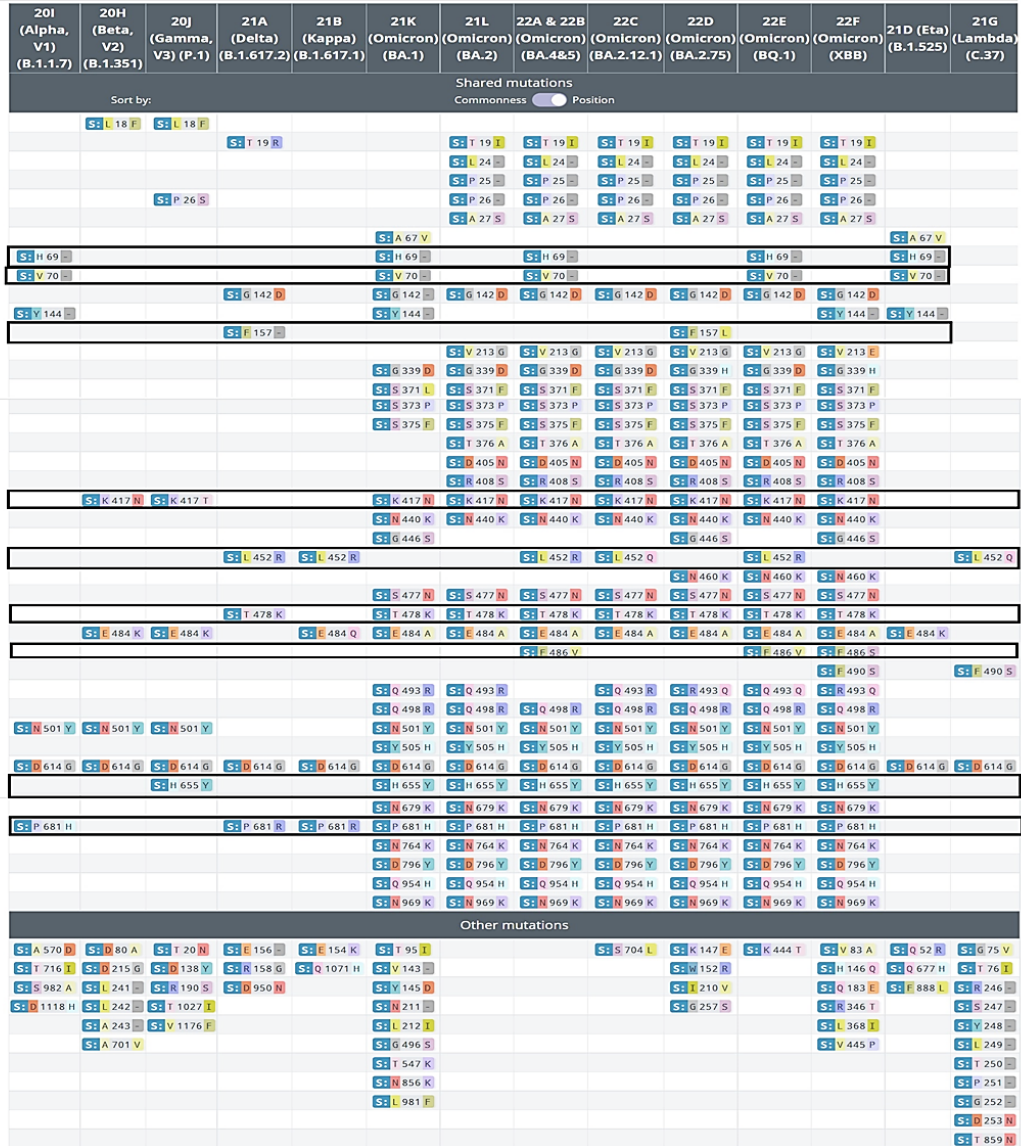 20I (Alpha, V1) (B.1.1.7) 20H (Beta, V2) (B.1.351) 20J (Gamma, V3) (P.1) 21A (Delta) (B.1.617.2) 21B (Kappa) (B.1.617.1) 21K (Omicron) (BA.1) 21L (Omicron) (BA.2) 22A & 22B (Omicron) (BA.4&5) 22C (Omicron) (BA.2.12.1) 22D (Omicron) (BA.2.75) 22E (Omicron) (BQ.1) 22F (Omicron) (XBB) 21D (Eta) (B.1.525) 21G (Lambda) (C.37)
Shared mutations
Sort by: Commonness Position
S: L 18 F S: L 18 F
S: T 19 R S: T 19 I S: T 19 I S: T 19 I S: T 19 I S: T 19 I S: T 19 I
S: L 24 - S: L 24 - S: L 24 - S: L 24 - S: L 24 - S: L 24 -
S: P 25 - S: P 25 - S: P 25 - S: P 25 - S: P 25 - S: P 25 -
S: P 26 S S: P 26 - S: P 26 - S: P 26 - S: P 26 - S: P 26 - S: P 26 -
S: A 27 S S: A 27 S S: A 27 S S: A 27 S S: A 27 S S: A 27 S
S: A 67 V S: A 67 V
S: H 69 - S: H 69 - S: H 69 - S: H 69 - S: H 69 -
S: V 70 - S: V 70 - S: V 70 - S: V 70 - S: V 70 -
S: G 142 D S: G 142 - S: G 142 D S: G 142 D S: G 142 D S: G 142 D S: G 142 D S: G 142 D
S: Y 144 - S: Y 144 - S: Y 144 - S: Y 144 -
S: F 157 - S: F 157 L
S: V 213 G S: V 213 G S: V 213 G S: V 213 G S: V 213 G S: V 213 E
S: G 339 D S: G 339 D S: G 339 D S: G 339 D S: G 339 H S: G 339 D S: G 339 H
S: S 371 L S: S 371 F S: S 371 F S: S 371 F S: S 371 F S: S 371 F S: S 371 F
S: S 373 P S: S 373 P S: S 373 P S: S 373 P S: S 373 P S: S 373 P S: S 373 P
S: S 375 F S: S 375 F S: S 375 F S: S 375 F S: S 375 F S: S 375 F S: S 375 F
S: T 376 A S: T 376 A S: T 376 A S: T 376 A S: T 376 A S: T 376 A
S: D 405 N S: D 405 N S: D 405 N S: D 405 N S: D 405 N S: D 405 N
S: R 408 S S: R 408 S S: R 408 S S: R 408 S S: R 408 S S: R 408 S
S: K 417 N S: K 417 T S: K 417 N S: K 417 N S: K 417 N S: K 417 N S: K 417 N S: K 417 N S: K 417 N
S: N 440 K S: N 440 K S: N 440 K S: N 440 K S: N 440 K S: N 440 K S: N 440 K
S: G 446 S S: G 446 S S: G 446 S
S: L 452 R S: L 452 R S: L 452 R S: L 452 Q S: L 452 R S: L 452 Q
S: N 460 K S: N 460 K S: N 460 K
S: S 477 N S: S 477 N S: S 477 N S: S 477 N S: S 477 N S: S 477 N S: S 477 N
S: T 478 K S: T 478 K S: T 478 K S: T 478 K S: T 478 K S: T 478 K S: T 478 K S: T 478 K
S: E 484 K S: E 484 K S: E 484 Q S: E 484 A S: E 484 A S: E 484 A S: E 484 A S: E 484 A S: E 484 A S: E 484 A S: E 484 K
S: F 486 V S: F 486 V S: F 486 S
S: F 490 S S: F 490 S
S: Q 493 R S: Q 493 R S: Q 493 R S: R 493 Q S: Q 493 Q S: R 493 Q
S: Q 498 R S: Q 498 R S: Q 498 R S: Q 498 R S: Q 498 R S: Q 498 R S: Q 498 R
S: N 501 Y S: N 501 Y S: N 501 Y S: N 501 Y S: N 501 Y S: N 501 Y S: N 501 Y S: N 501 Y S: N 501 Y S: N 501 Y
S: Y 505 H S: Y 505 H S: Y 505 H S: Y 505 H S: Y 505 H S: Y 505 H S: Y 505 H
S: D 614 G S: D 614 G S: D 614 G S: D 614 G S: D 614 G S: D 614 G S: D 614 G S: D 614 G S: D 614 G S: D 614 G S: D 614 G S: D 614 G S: D 614 G S: D 614 G
S: H 655 Y S: H 655 Y S: H 655 Y S: H 655 Y S: H 655 Y S: H 655 Y S: H 655 Y S: H 655 Y
S: N 679 K S: N 679 K S: N 679 K S: N 679 K S: N 679 K S: N 679 K S: N 679 K
S: P 681 H S: P 681 R S: P 681 R S: P 681 H S: P 681 H S: P 681 H S: P 681 H S: P 681 H S: P 681 H S: P 681 H
S: N 764 K S: N 764 K S: N 764 K S: N 764 K S: N 764 K S: N 764 K S: N 764 K
S: D 796 Y S: D 796 Y S: D 796 Y S: D 796 Y S: D 796 Y S: D 796 Y S: D 796 Y
S: Q 954 H S: Q 954 H S: Q 954 H S: Q 954 H S: Q 954 H S: Q 954 H S: Q 954 H
S: N 969 K S: N 969 K S: N 969 K S: N 969 K S: N 969 K S: N 969 K S: N 969 K
Other mutations
S: A 570 D S: D 80 A S: T 20 N S: E 156 - S: E 154 K S: T 95 I S: S 704 L S: K 147 E S: K 444 T S: V 83 A S: Q 52 R S: G 75 V
S: T 716 I S: D 215 G S: D 138 Y S: R 158 G S: Q 1071 H S: V 143 - S: W 152 R S: H 146 Q S: Q 677 H S: T 76 I
S: S 982 A S: L 241 - S: R 190 S S: D 950 N S: Y 145 D S: I 210 V S: Q 183 E S: F 888 L S: R 246 -
S: D 1118 H S: L 242 - S: T 1027 I S: N 211 - S: G 257 S S: R 346 T S: S 247 -
S: A 243 - S: V 1176 F S: L 212 I S: L 368 I S: Y 248 -
S: A 701 V S: G 496 S S: V 445 P S: L 249 -
S: T 547 K S: T 250 -
S: N 856 K S: P 251 -
S: L 981 F S: G 252 -
S: D 253 N
S: T 859 N